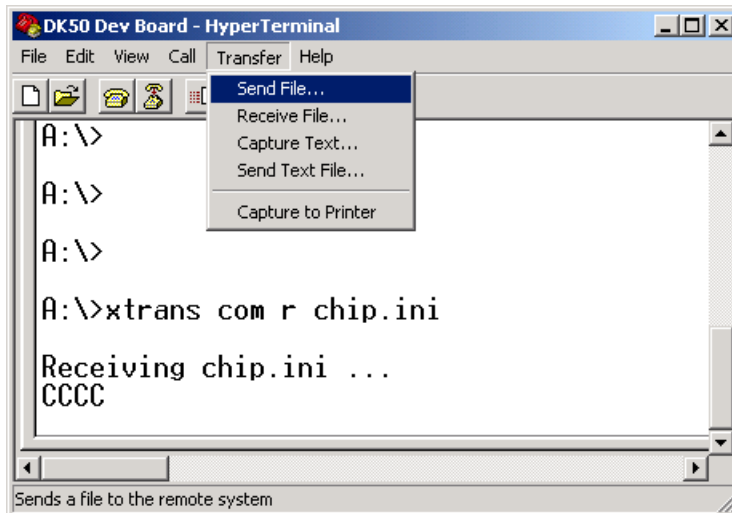 DK50 Dev Board - HyperTerminal
File Edit View Call Transfer Help
Send File...
Receive File...
Capture Text...
Send Text File...
Capture to Printer
A:\>
A:\>
A:\>
A:\>xtrans com r chip.ini
Receiving chip.ini ...
CCCC
Sends a file to the remote system